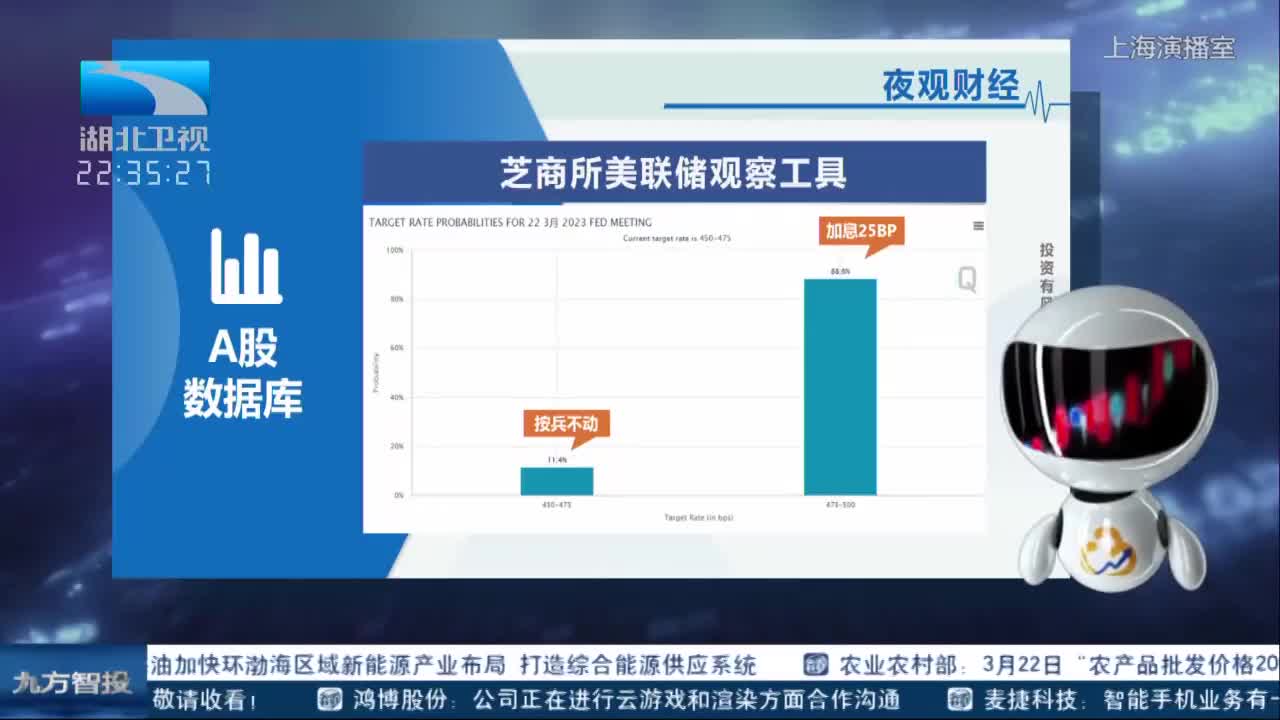 上海演播室
夜观财经
湖北卫视
22:35:27
芝商所美联储观察工具
TARGET RATE PROBABILITIES FOR 22 3月 2023 FED MEETING
Current target rate is 450-475
加息25BP
88.6%
按兵不动
11.4%
100%
80%
60%
40%
20%
0%
Probability
450-475
475-500
Target Rate (in bps)
Q
A股
数据库
投资有
油加快环渤海区域新能源产业布局 打造综合能源供应系统
农业农村部：3月22日“农产品批发价格20
九方智投
敬请收看！
鸿博股份：公司正在进行云游戏和渲染方面合作沟通
麦捷科技：智能手机业务有一